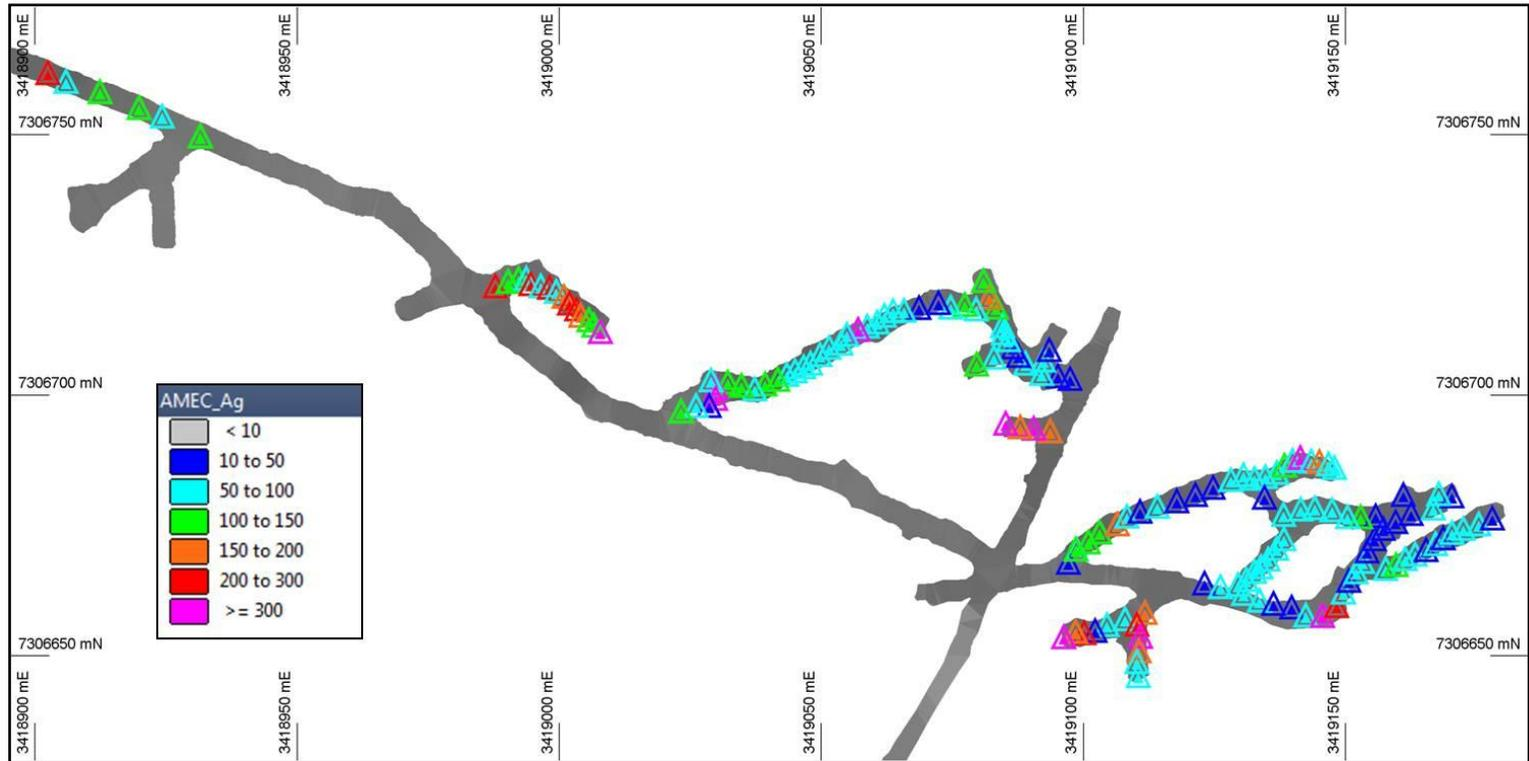 3418900 mE
3418950 mE
3419000 mE
3419050 mE
3419100 mE
3419150 mE
7306750 mN
7306750 mN
7306700 mN
7306700 mN
AMEC_Ag
< 10
10 to 50
50 to 100
100 to 150
150 to 200
200 to 300
>= 300
7306650 mN
7306650 mN
3418900 mE
3418950 mE
3419000 mE
3419050 mE
3419100 mE
3419150 mE